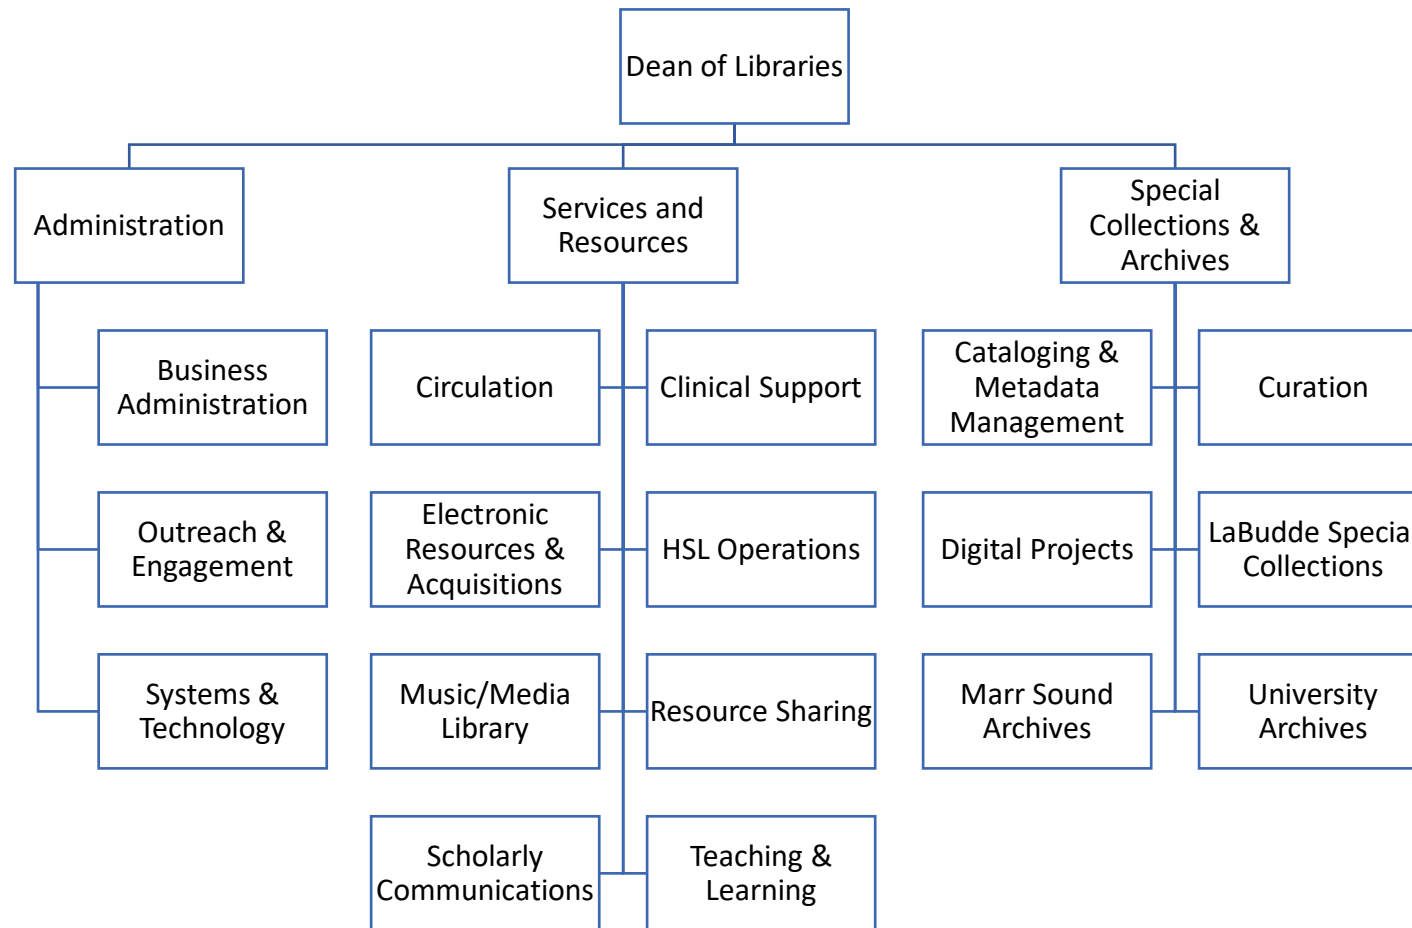 Dean of Libraries
Administration
Services and
Resources
Special
Collections &
Archives
Business
Administration
Circulation
Clinical Support
Cataloging &
Metadata
Management
Curation
Outreach &
Engagement
Electronic
Resources &
Acquisitions
HSL Operations
Digital Projects
LaBudde Special
Collections
Systems &
Technology
Music/Media
Library
Resource Sharing
Marr Sound
Archives
University
Archives
Scholarly
Communications
Teaching &
Learning